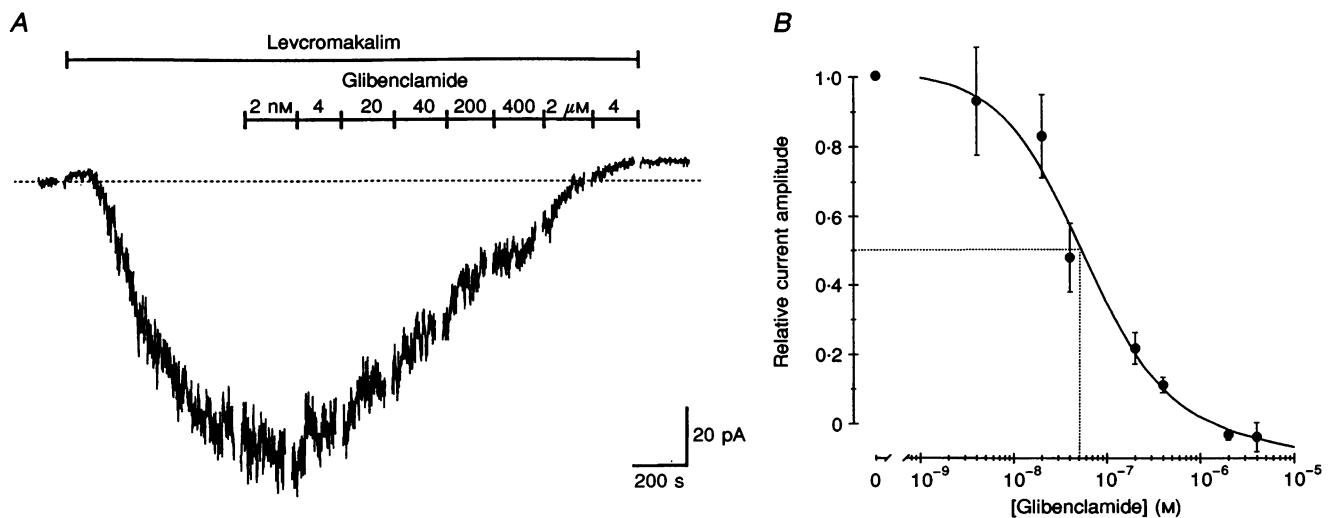 A
Levcromakalim
Glibenclamide
2 nM 4 20 40 200 400 2 μM 4
20 pA
200 s
B
Relative current amplitude
1·0
0·8
0·6
0·4
0·2
0
0 10⁻⁹ 10⁻⁸ 10⁻⁷ 10⁻⁶ 10⁻⁵
[Glibenclamide] (M)